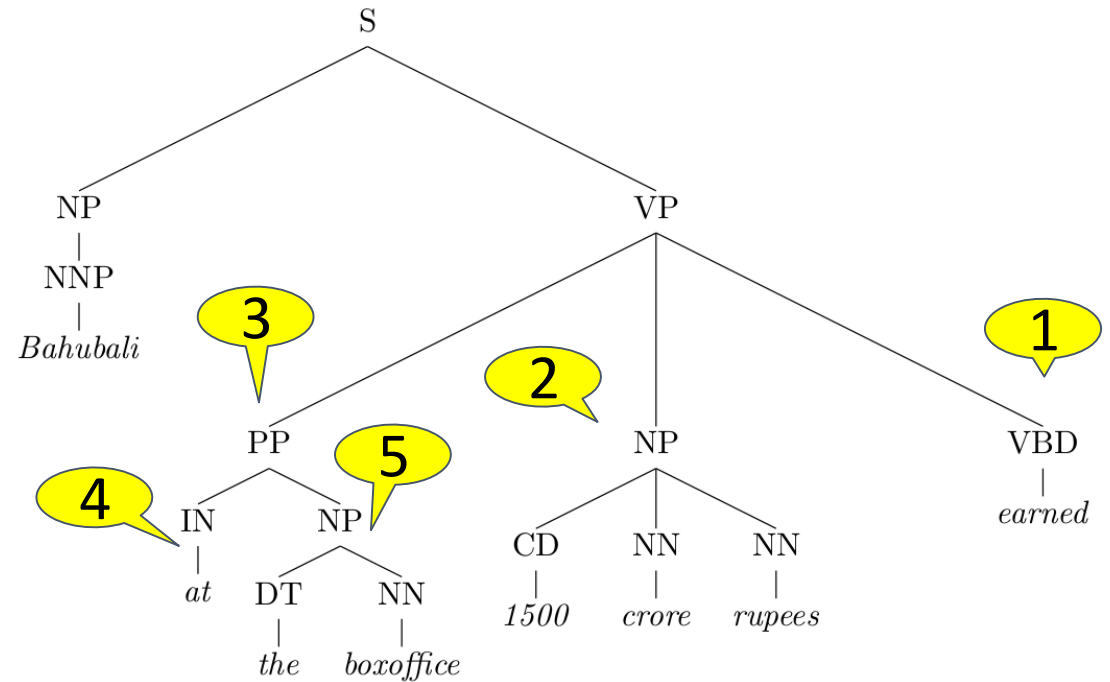 S
NP VP
NNP
Bahubali
3 1
2
PP NP VBD
5
4
IN NP
earned
CD NN NN
at DT NN
1500 crore rupees
the boxoffice